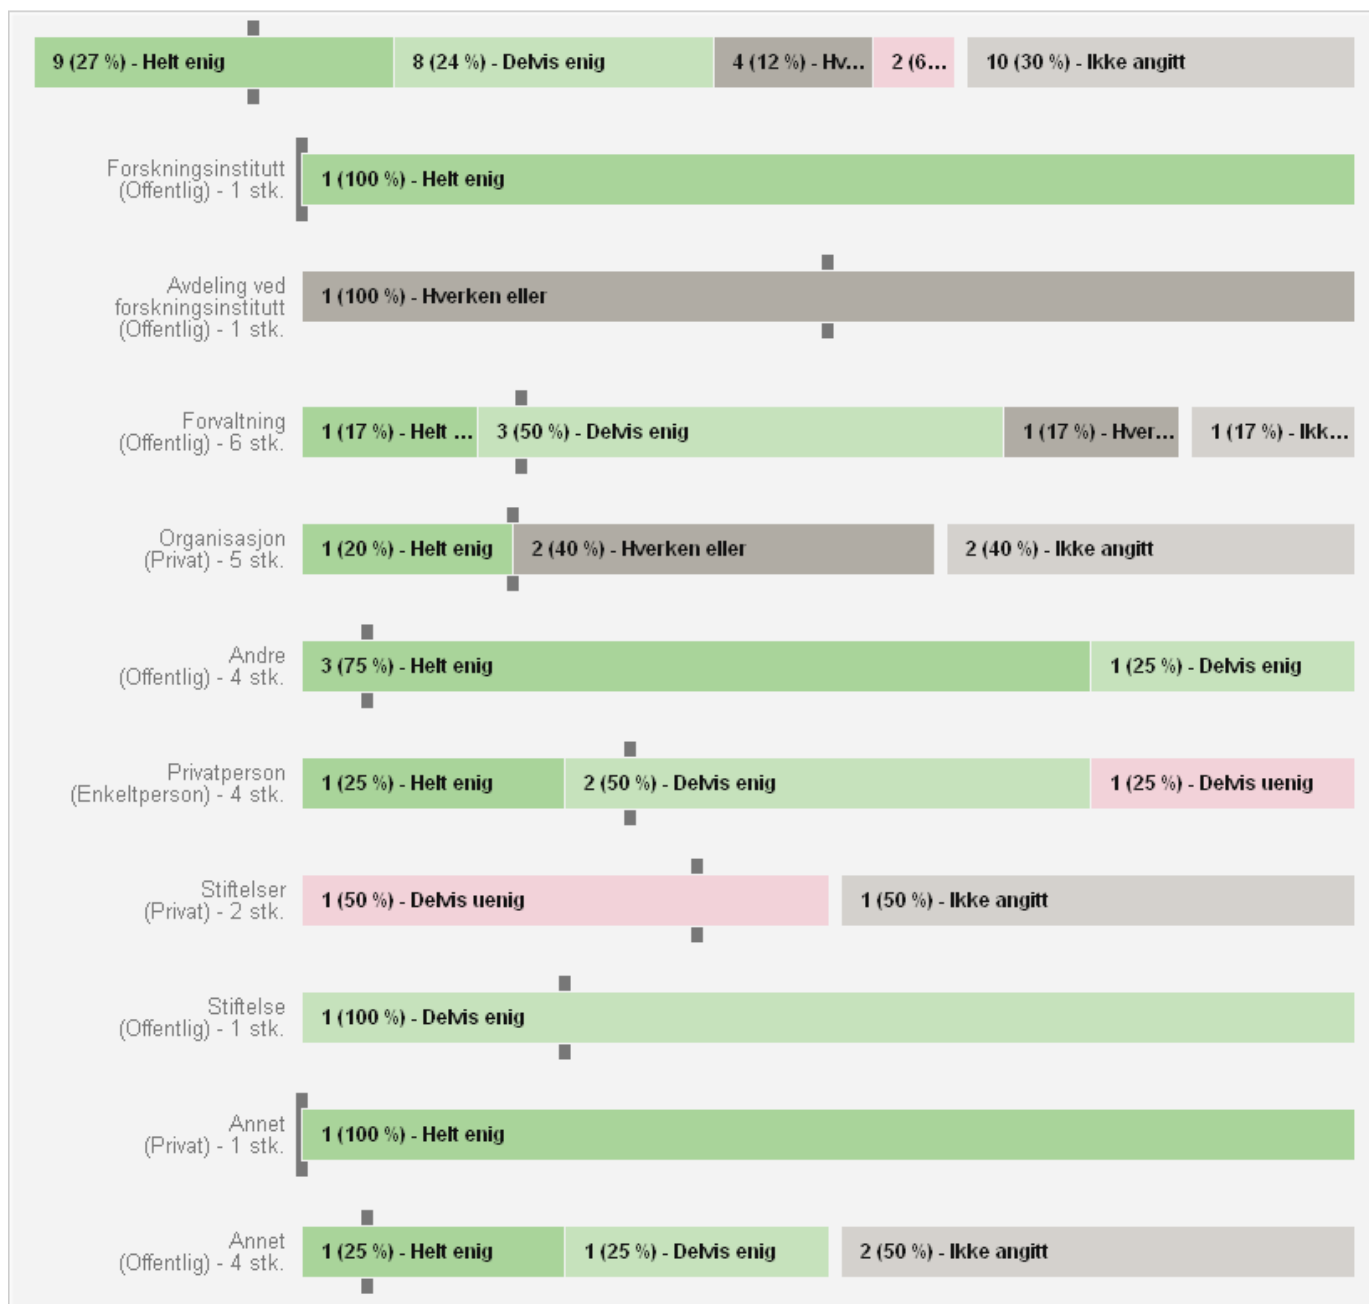 9 (27 %) - Helt enig 8 (24 %) - Delvis enig 4 (12 %) - Hv... 2 (6... 10 (30 %) - Ikke angitt
Forskningsinstitutt
(Offentlig) - 1 stk.
1 (100 %) - Helt enig
Avdeling ved
forskningsinstitutt
(Offentlig) - 1 stk.
1 (100 %) - Hverken eller
Forvaltning
(Offentlig) - 6 stk.
1 (17 %) - Helt ... 3 (50 %) - Delvis enig 1 (17 %) - Hver... 1 (17 %) - Ikk...
Organisasjon
(Privat) - 5 stk.
1 (20 %) - Helt enig 2 (40 %) - Hverken eller 2 (40 %) - Ikke angitt
Andre
(Offentlig) - 4 stk.
3 (75 %) - Helt enig 1 (25 %) - Delvis enig
Privatperson
(Enkeltperson) - 4 stk.
1 (25 %) - Helt enig 2 (50 %) - Delvis enig 1 (25 %) - Delvis uenig
Stiftelser
(Privat) - 2 stk.
1 (50 %) - Delvis uenig 1 (50 %) - Ikke angitt
Stiftelse
(Offentlig) - 1 stk.
1 (100 %) - Delvis enig
Annet
(Privat) - 1 stk.
1 (100 %) - Helt enig
Annet
(Offentlig) - 4 stk.
1 (25 %) - Helt enig 1 (25 %) - Delvis enig 2 (50 %) - Ikke angitt